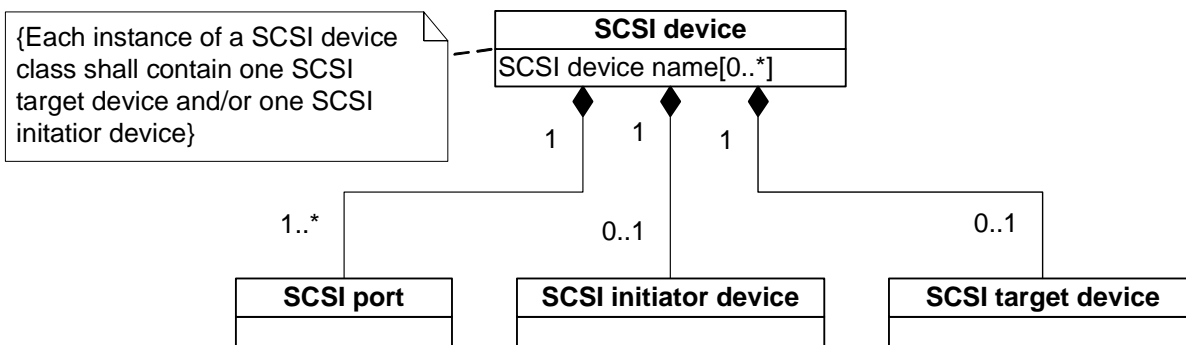 {Each instance of a SCSI device
class shall contain one SCSI
target device and/or one SCSI
initatior device}
SCSI device
SCSI device name[0..*]
1
1
1
1..*
0..1
0..1
SCSI port
SCSI initiator device
SCSI target device